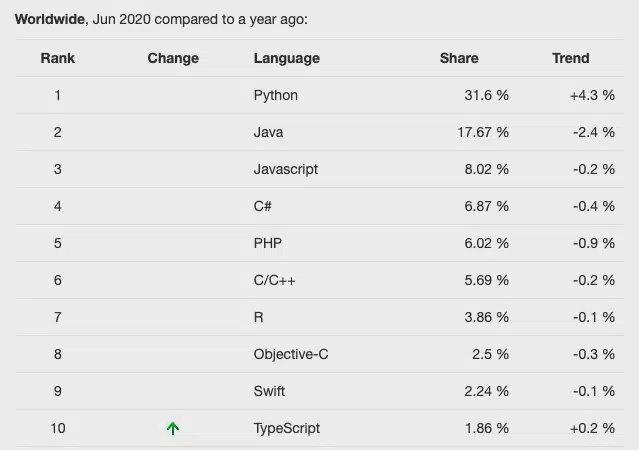 Worldwide, Jun 2020 compared to a year ago:
Rank Change Language Share Trend
1 Python 31.6 % +4.3 %
2 Java 17.67 % -2.4 %
3 Javascript 8.02 % -0.2 %
4 C# 6.87 % -0.4 %
5 PHP 6.02 % -0.9 %
6 C/C++ 5.69 % -0.2 %
7 R 3.86 % -0.1 %
8 Objective-C 2.5 % -0.3 %
9 Swift 2.24 % -0.1 %
10 TypeScript 1.86 % +0.2 %